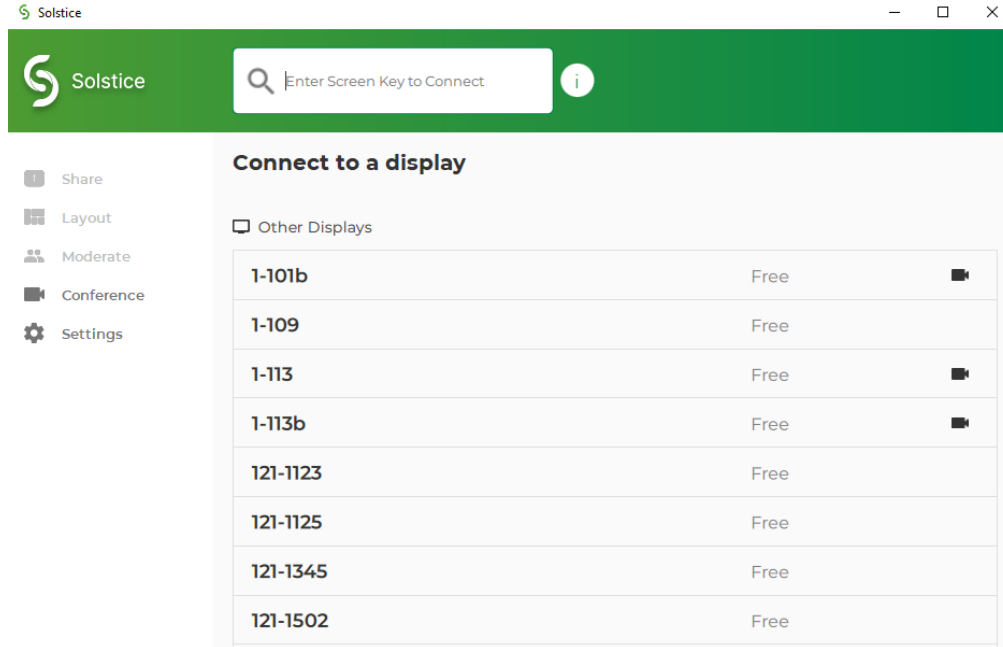 Solstice
Solstice
Enter Screen Key to Connect
i
Share
Layout
Moderate
Conference
Settings
Connect to a display
Other Displays
1-101b Free
1-109 Free
1-113 Free
1-113b Free
121-1123 Free
121-1125 Free
121-1345 Free
121-1502 Free